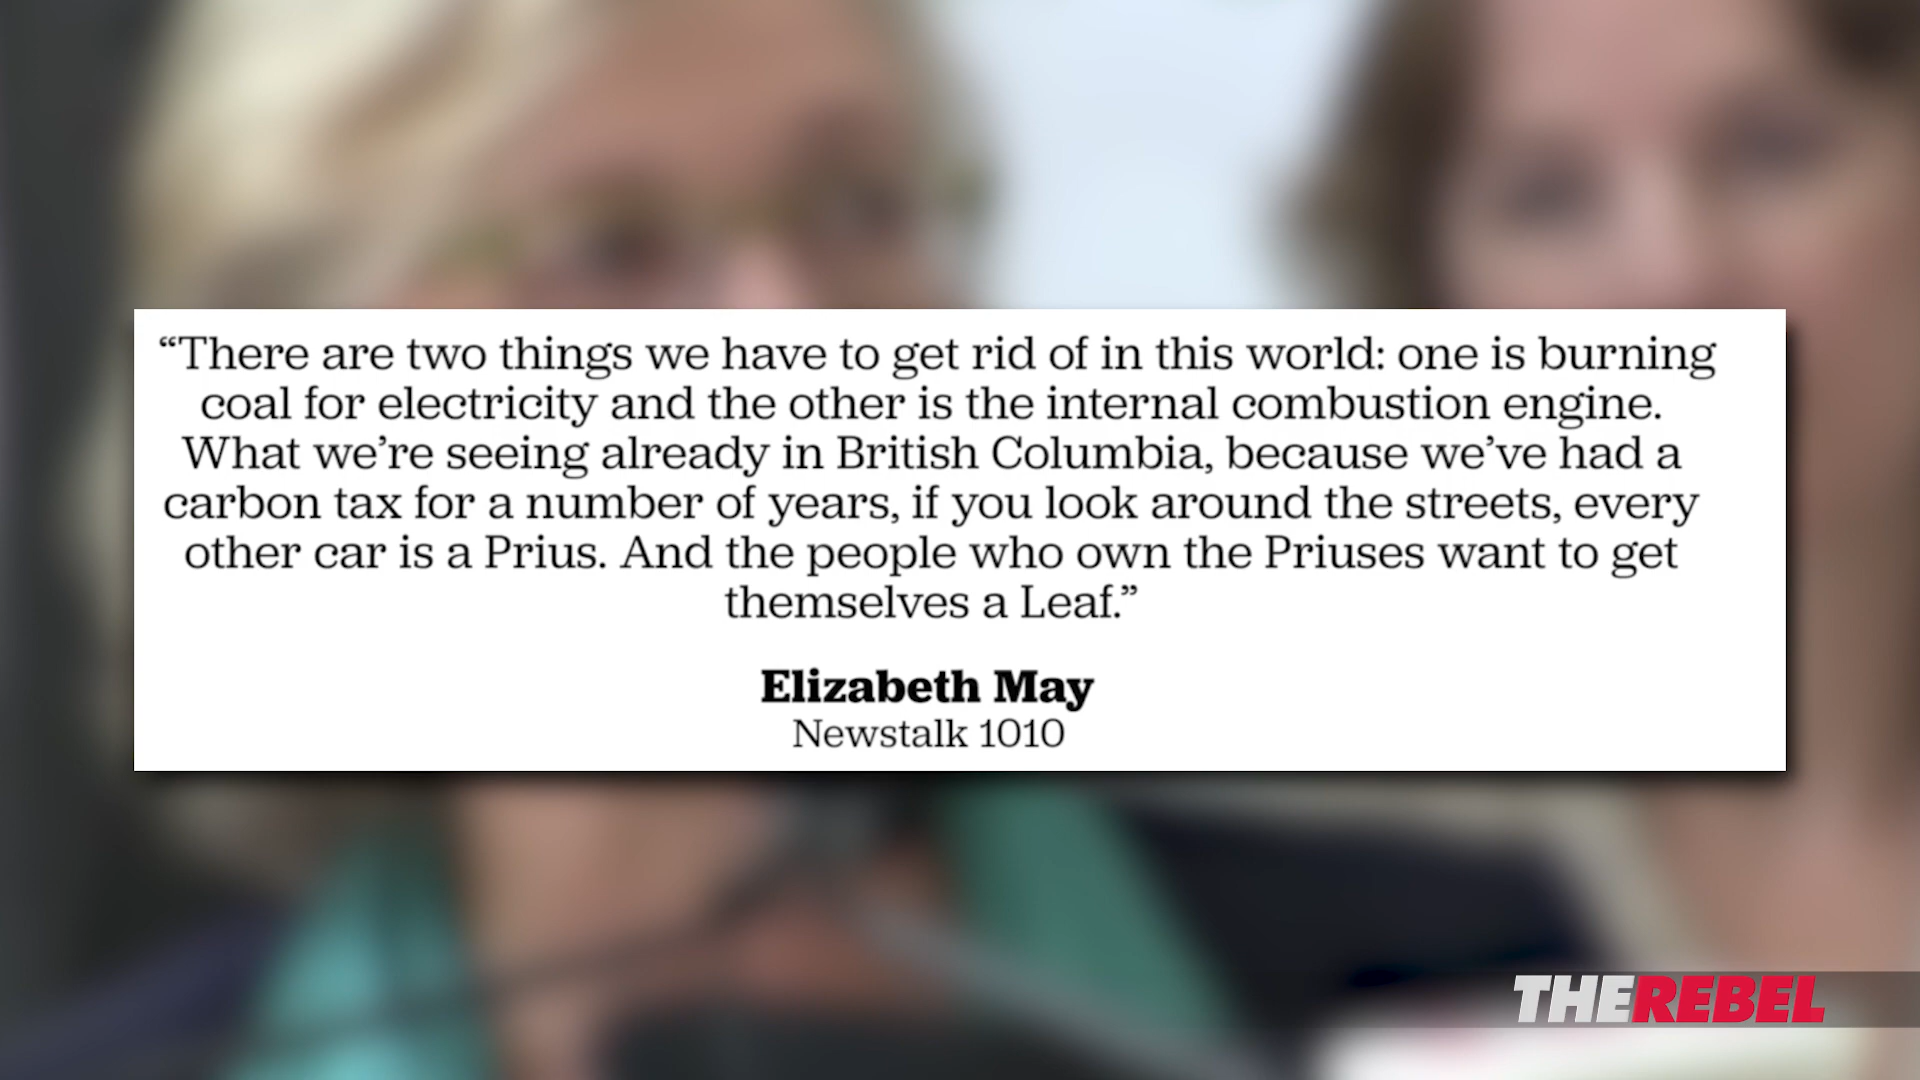 “There are two things we have to get rid of in this world: one is burning
coal for electricity and the other is the internal combustion engine.
What we’re seeing already in British Columbia, because we’ve had a
carbon tax for a number of years, if you look around the streets, every
other car is a Prius. And the people who own the Priuses want to get
themselves a Leaf.”
Elizabeth May
Newstalk 1010
THEREBEL